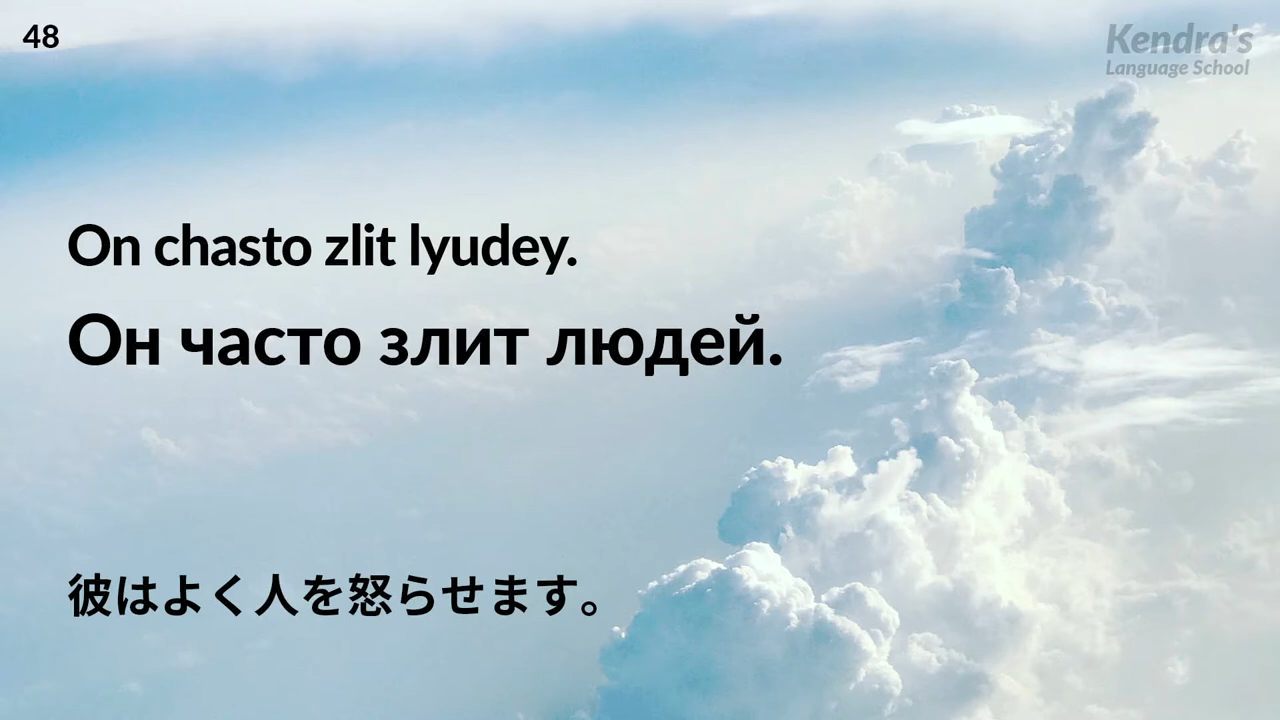 48
Kendra's
Language School
On chasto zlit lyudey.
Он часто злит людей.
彼はよく人を怒らせます。